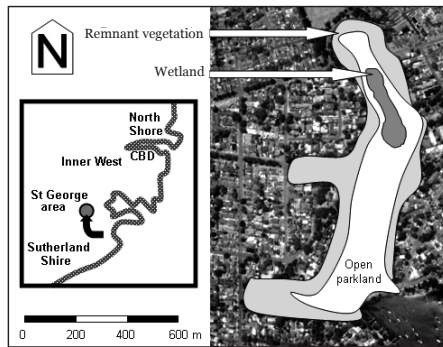 N
Remnant vegetation
Wetland
North
Shore
CBD
Inner West
St George
area
Sutherland
Shire
Open
parkland
0 200 400 600 m